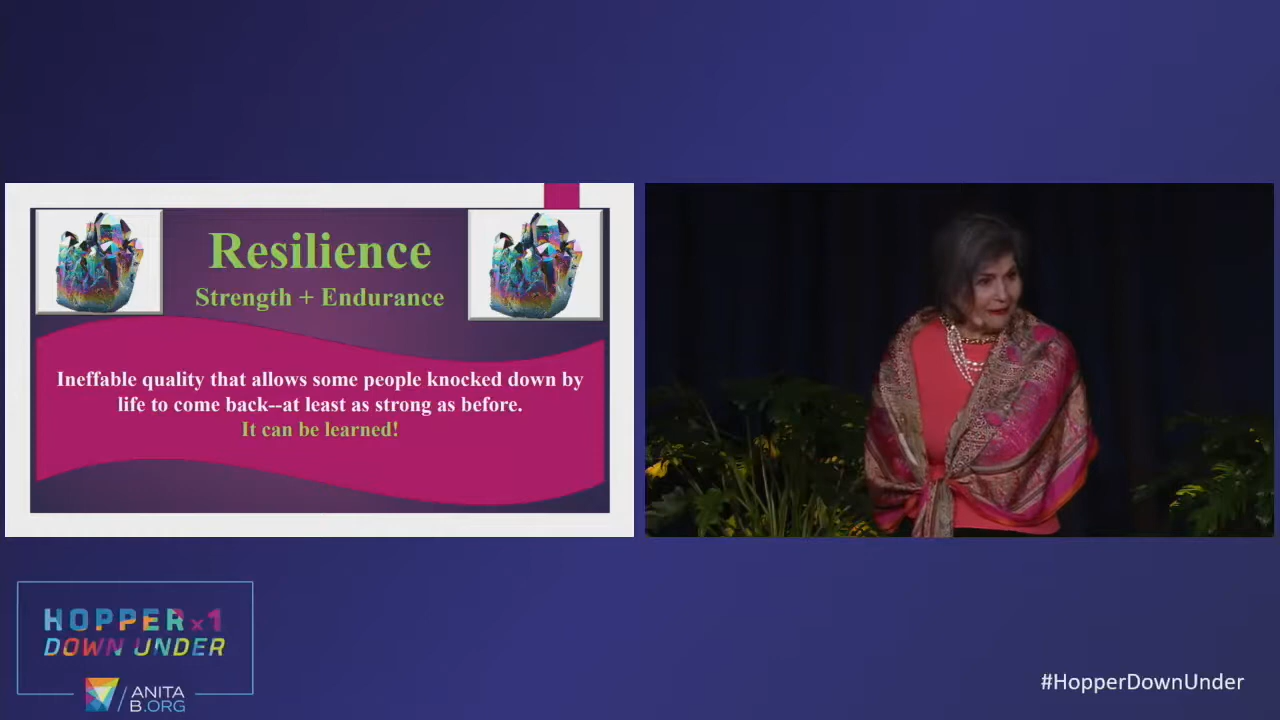 Resilience
Strength + Endurance
Ineffable quality that allows some people knocked down by
life to come back--at least as strong as before.
It can be learned!
HOPPER x1
DOWN UNDER
ANITA
B.ORG
#HopperDownUnder